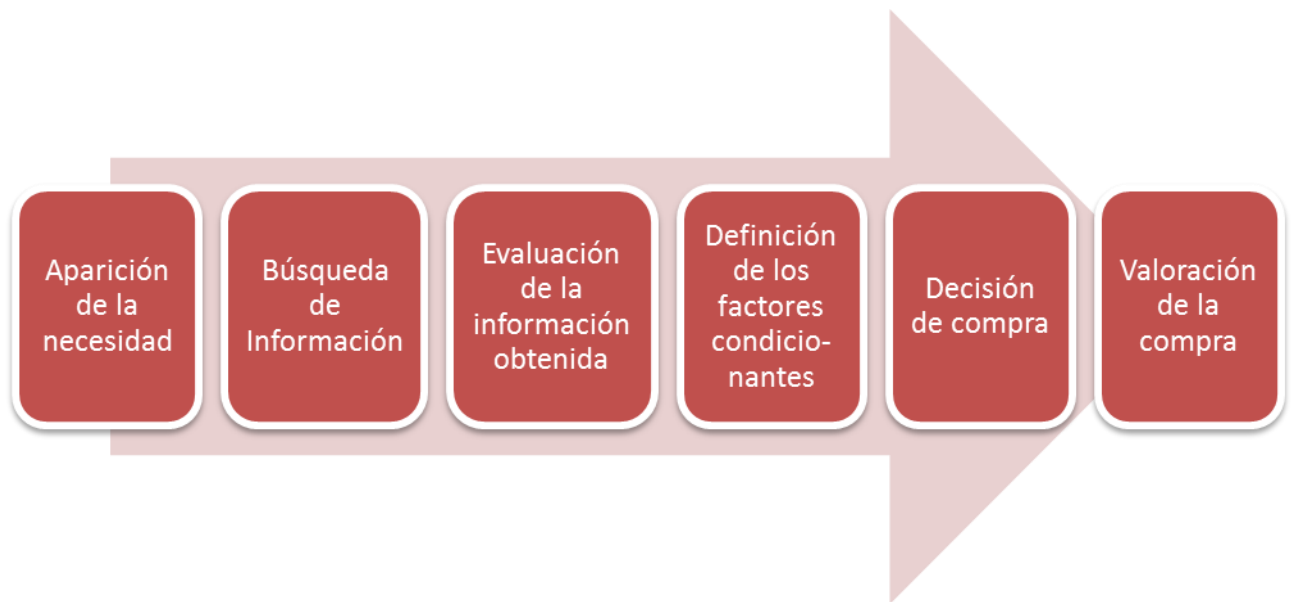 Aparición
de la
necesidad
Búsqueda
de
Información
Evaluación
de la
información
obtenida
Definición
de los
factores
condicio-
nantes
Decisión
de compra
Valoración
de la
compra